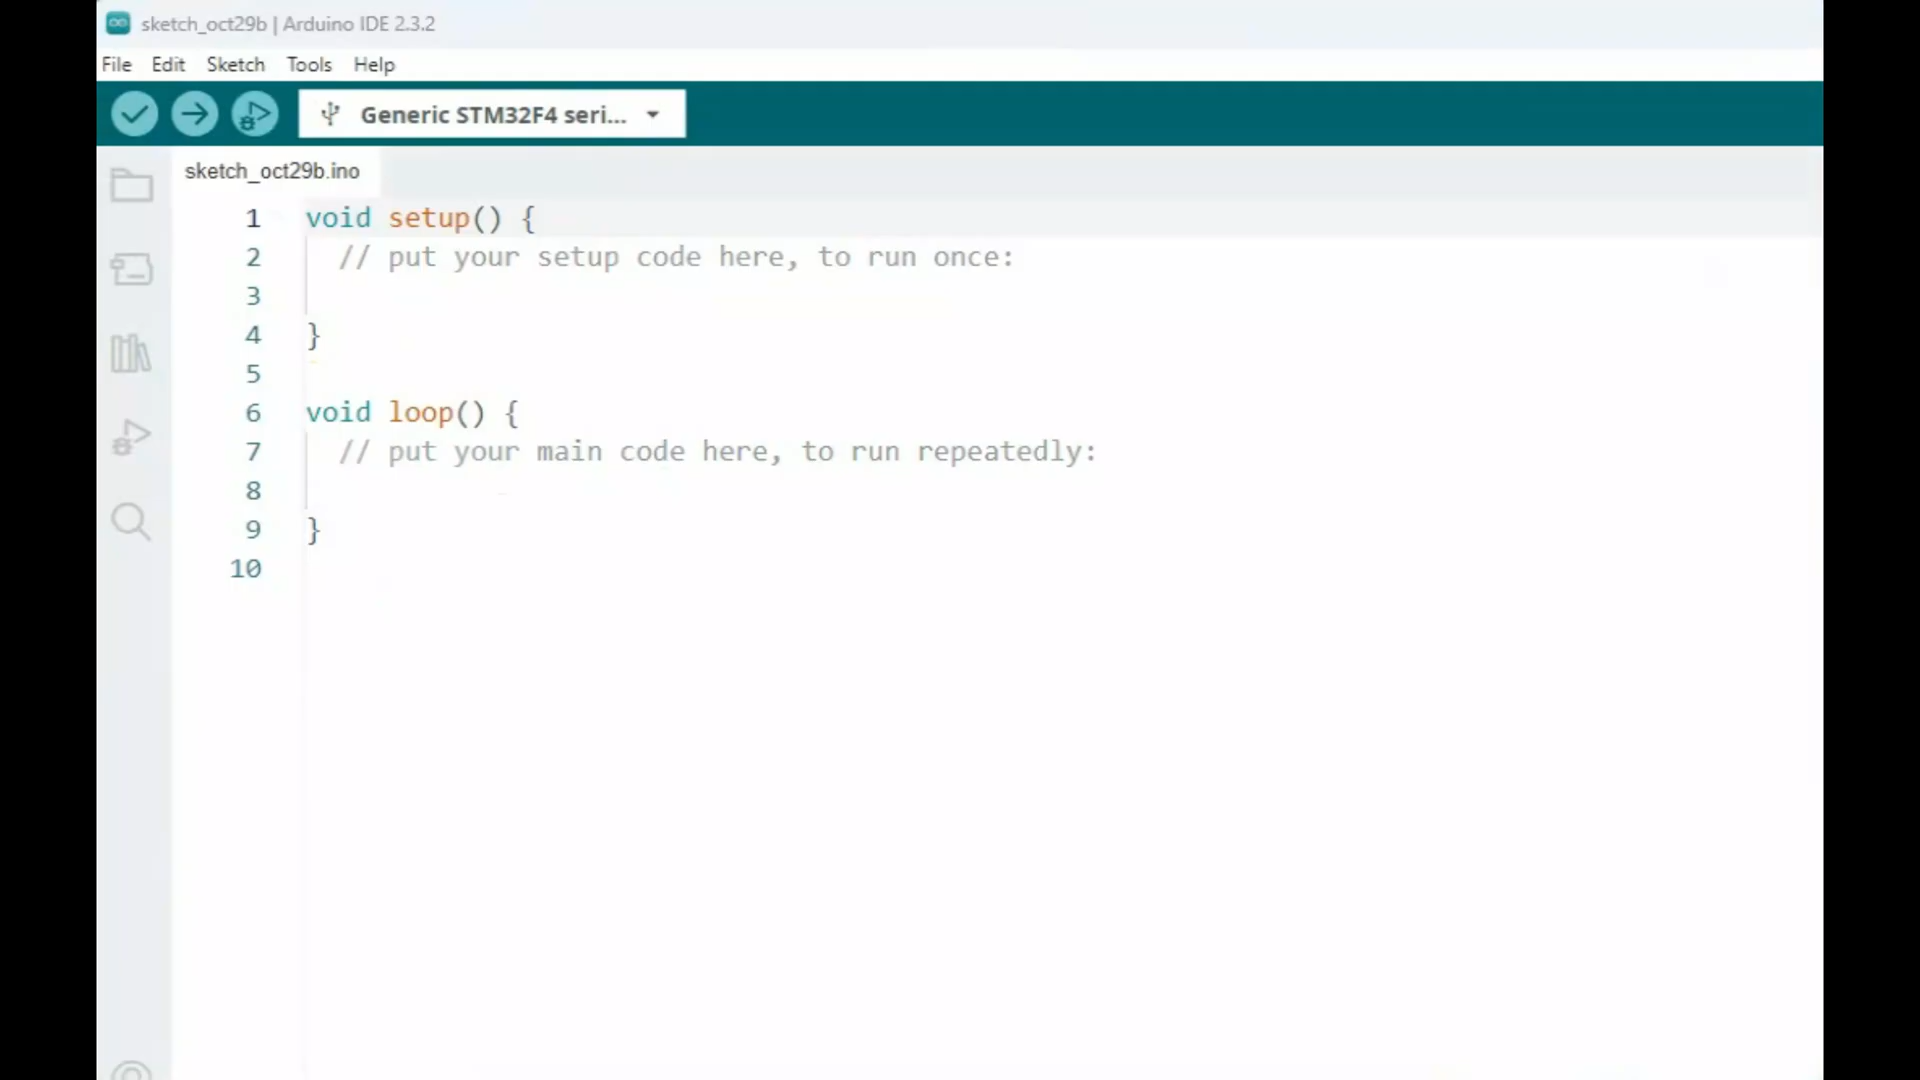 sketch_oct29b | Arduino IDE 2.3.2
File Edit Sketch Tools Help
Generic STM32F4 seri...
sketch_oct29b.ino
1 void setup() {
2 // put your setup code here, to run once:
3
4 }
5
6 void loop() {
7 // put your main code here, to run repeatedly:
8
9 }
10